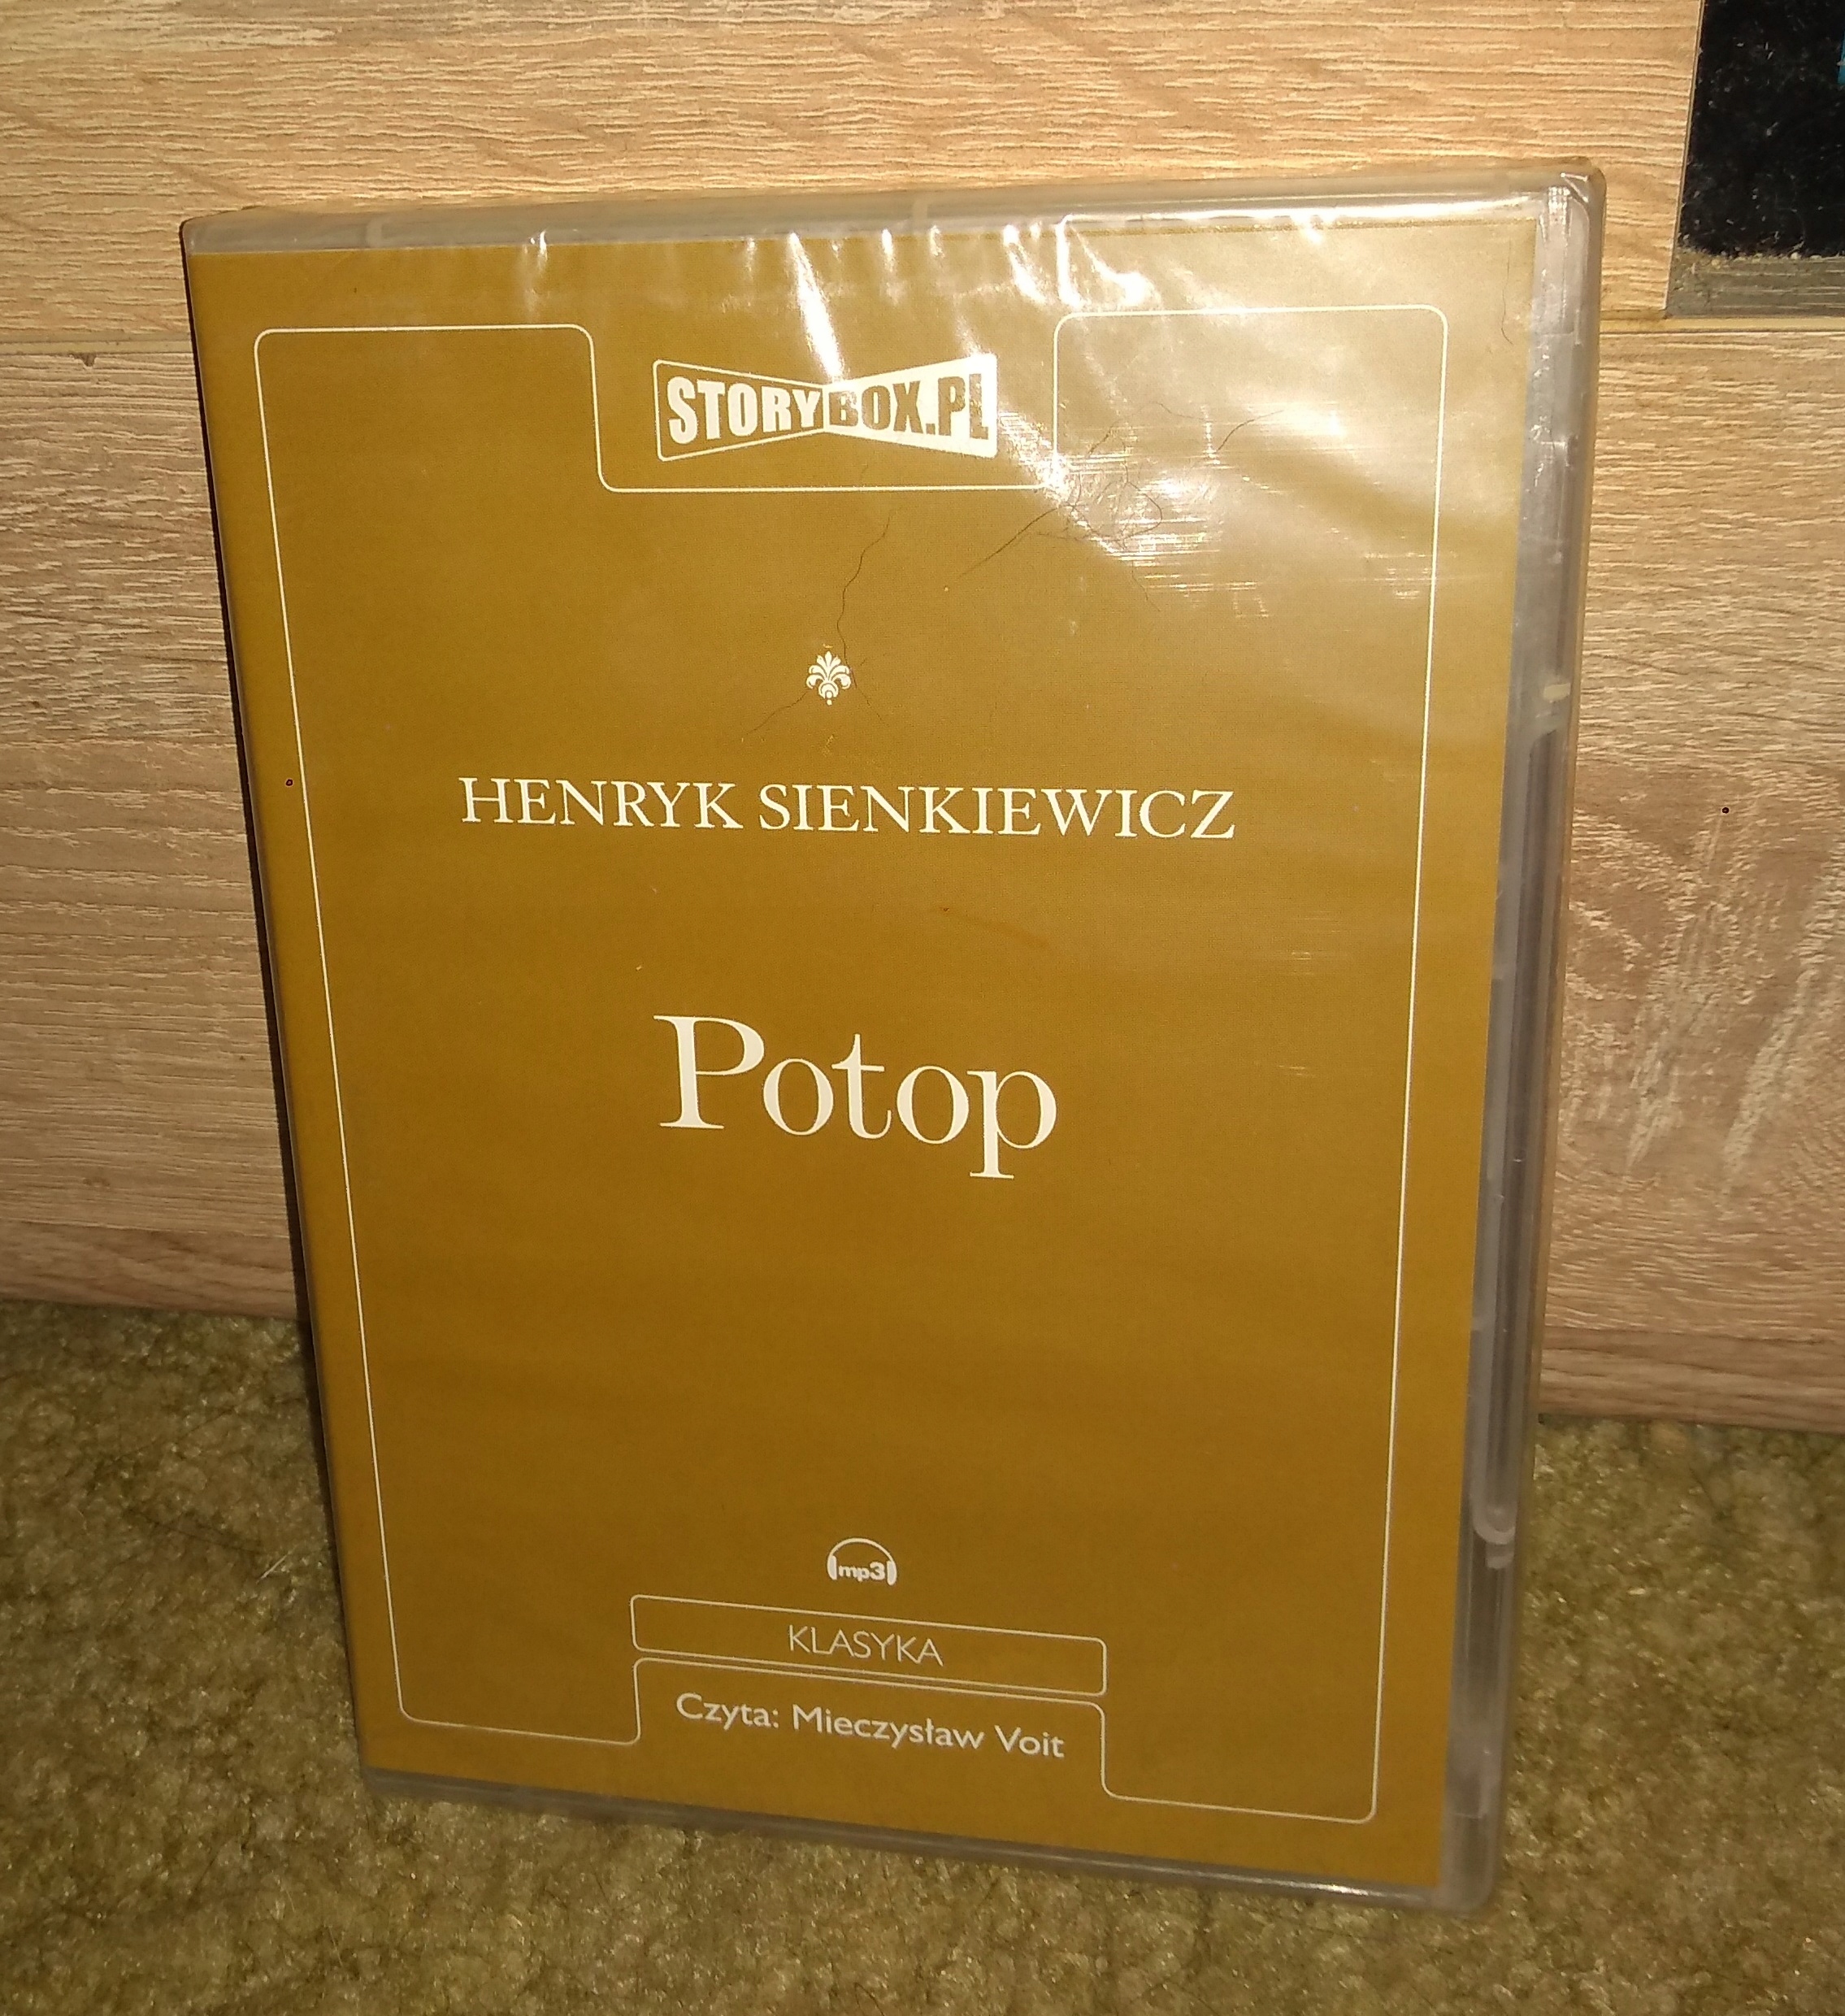 STORYBOX.PL
HENRYK SIENKIEWICZ
Potop
mp3
KLASYKA
Czyta: Mieczysław Voit